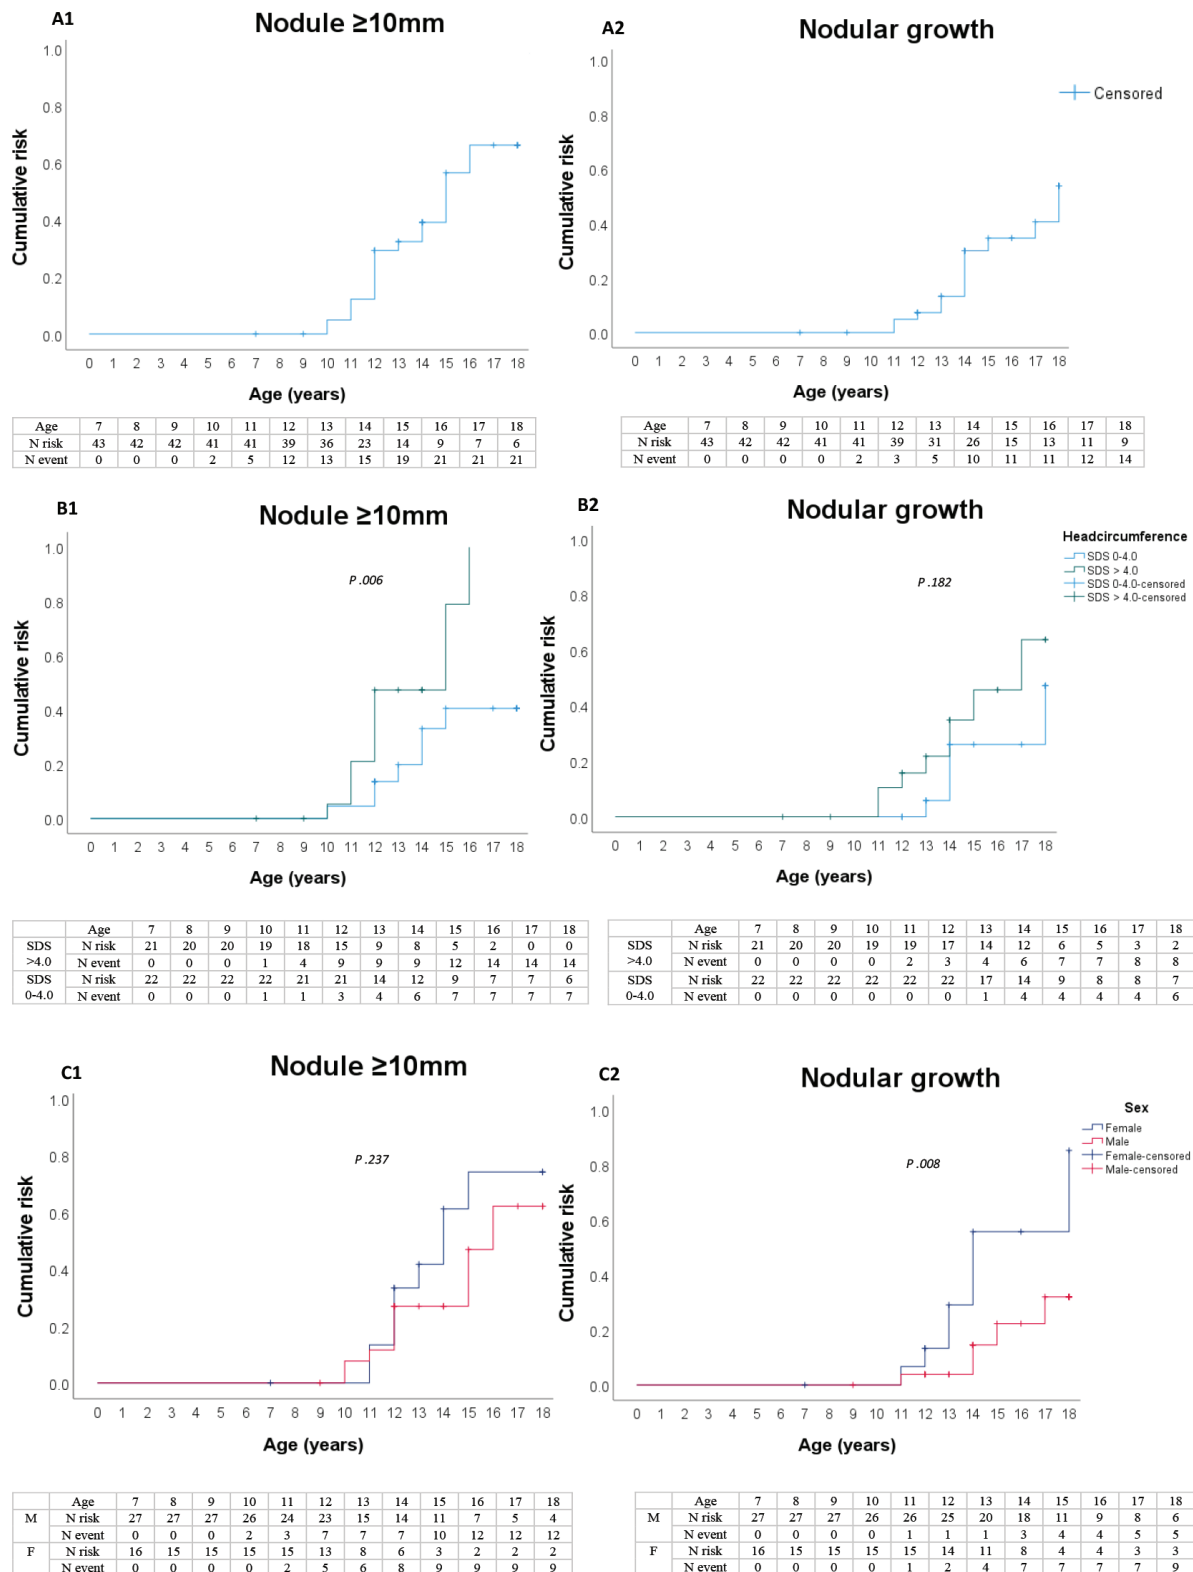 A1
Nodule ≥10mm
1.0
0.8
0.6
0.4
0.2
0.0
Cumulative risk
0 1 2 3 4 5 6 7 8 9 10 11 12 13 14 15 16 17 18
Age (years)
Age 7 8 9 10 11 12 13 14 15 16 17 18
N risk 43 42 42 41 41 39 36 23 14 9 7 6
N event 0 0 0 2 5 12 13 15 19 21 21 21
A2
Nodular growth
Censored
1.0
0.8
0.6
0.4
0.2
0.0
Cumulative risk
0 1 2 3 4 5 6 7 8 9 10 11 12 13 14 15 16 17 18
Age (years)
Age 7 8 9 10 11 12 13 14 15 16 17 18
N risk 43 42 42 41 41 39 31 26 15 13 11 9
N event 0 0 0 0 2 3 5 10 11 11 12 14
B1
Nodule ≥10mm
P .006
1.0
0.8
0.6
0.4
0.2
0.0
Cumulative risk
0 1 2 3 4 5 6 7 8 9 10 11 12 13 14 15 16 17 18
Age (years)
Age 7 8 9 10 11 12 13 14 15 16 17 18
SDS N risk 21 20 20 19 18 15 9 8 5 2 0 0
>4.0 N event 0 0 0 1 4 9 9 9 12 14 14 14
SDS N risk 22 22 22 22 21 21 14 12 9 7 7 6
0-4.0 N event 0 0 0 1 1 3 4 6 7 7 7 7
B2
Nodular growth
P .182
Headcircumference
SDS 0-4.0
SDS > 4.0
SDS 0-4.0-censored
SDS > 4.0-censored
1.0
0.8
0.6
0.4
0.2
0.0
Cumulative risk
0 1 2 3 4 5 6 7 8 9 10 11 12 13 14 15 16 17 18
Age (years)
Age 7 8 9 10 11 12 13 14 15 16 17 18
SDS N risk 21 20 20 19 19 17 14 12 6 5 3 2
>4.0 N event 0 0 0 0 2 3 4 6 7 7 8 8
SDS N risk 22 22 22 22 22 22 17 14 9 8 8 7
0-4.0 N event 0 0 0 0 0 0 1 4 4 4 4 6
C1
Nodule ≥10mm
P .237
1.0
0.8
0.6
0.4
0.2
0.0
Cumulative risk
0 1 2 3 4 5 6 7 8 9 10 11 12 13 14 15 16 17 18
Age (years)
Age 7 8 9 10 11 12 13 14 15 16 17 18
M N risk 27 27 27 26 24 23 15 14 11 7 5 4
N event 0 0 0 2 3 7 7 7 10 12 12 12
F N risk 16 15 15 15 15 13 8 6 3 2 2 2
N event 0 0 0 0 2 5 6 8 9 9 9 9
C2
Nodular growth
P .008
Sex
Female
Male
Female-censored
Male-censored
1.0
0.8
0.6
0.4
0.2
0.0
Cumulative risk
0 1 2 3 4 5 6 7 8 9 10 11 12 13 14 15 16 17 18
Age (years)
Age 7 8 9 10 11 12 13 14 15 16 17 18
M N risk 27 27 27 26 26 25 20 18 11 9 8 6
N event 0 0 0 0 1 1 1 3 4 4 5 5
F N risk 16 15 15 15 15 14 11 8 4 4 3 3
N event 0 0 0 0 1 2 4 7 7 7 7 9